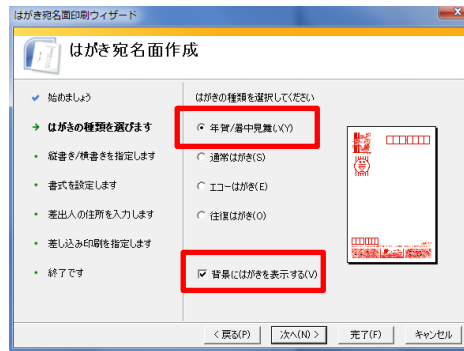 はがき宛名面印刷ウィザード
はがき宛名面作成
始めましょう
はがきの種類を選びます
縦書き/横書きを指定します
書式を設定します
差出人の住所を入力します
差し込み印刷を指定します
終了です
はがきの種類を選択してください
年賀/暑中見舞い(Y)
通常はがき(S)
エコーはがき(E)
往復はがき(O)
背景にはがきを表示する(V)
< 戻る(P)
次へ(N) >
完了(F)
キャンセル